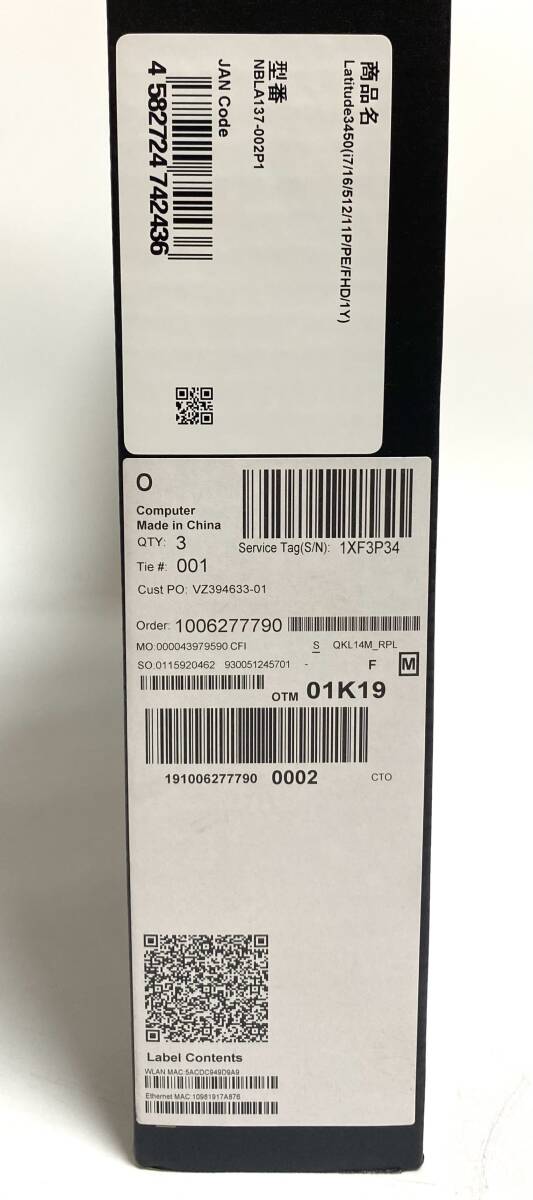 商品名
Latitude3450(i7/16/512/11P/PE/FHD/1Y)
型番
NBLA137-002P1
JAN Code
4 582724 742436
O
Computer
Made in China
QTY: 3
Service Tag(S/N): 1XF3P34
Tie #: 001
Cust PO: VZ394633-01
Order: 1006277790
MO:000043979590 CFI S QKL14M_RPL
SO:0115920462 930051245701 - F M
OTM 01K19
191006277790 0002 CTO
Label Contents
WLAN MAC:5ACDC949D9A9
Ethernet MAC:10981917A876